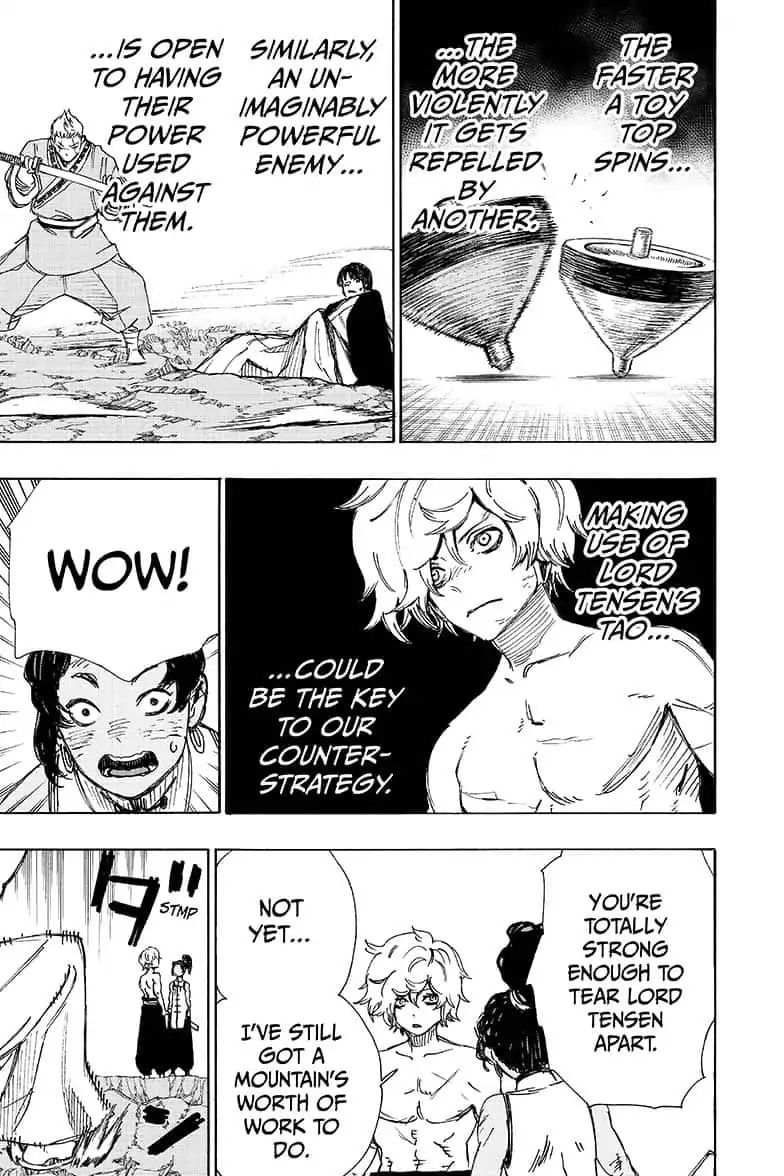 THE
FASTER
A TOY
TOP
SPINS...
...THE
MORE
VIOLENTLY
IT GETS
REPELLED
BY
ANOTHER.
SIMILARLY,
AN UN-
IMAGINABLY
POWERFUL
ENEMY...
...IS OPEN
TO HAVING
THEIR
POWER
USED
AGAINST
THEM.
MAKING
USE OF
LORD
TENSEN'S
TAO...
...COULD
BE THE KEY
TO OUR
COUNTER-
STRATEGY.
WOW!
YOU'RE
TOTALLY
STRONG
ENOUGH TO
TEAR LORD
TENSEN
APART.
NOT
YET...
I'VE STILL
GOT A
MOUNTAIN'S
WORTH OF
WORK TO
DO.
ダ
STMP